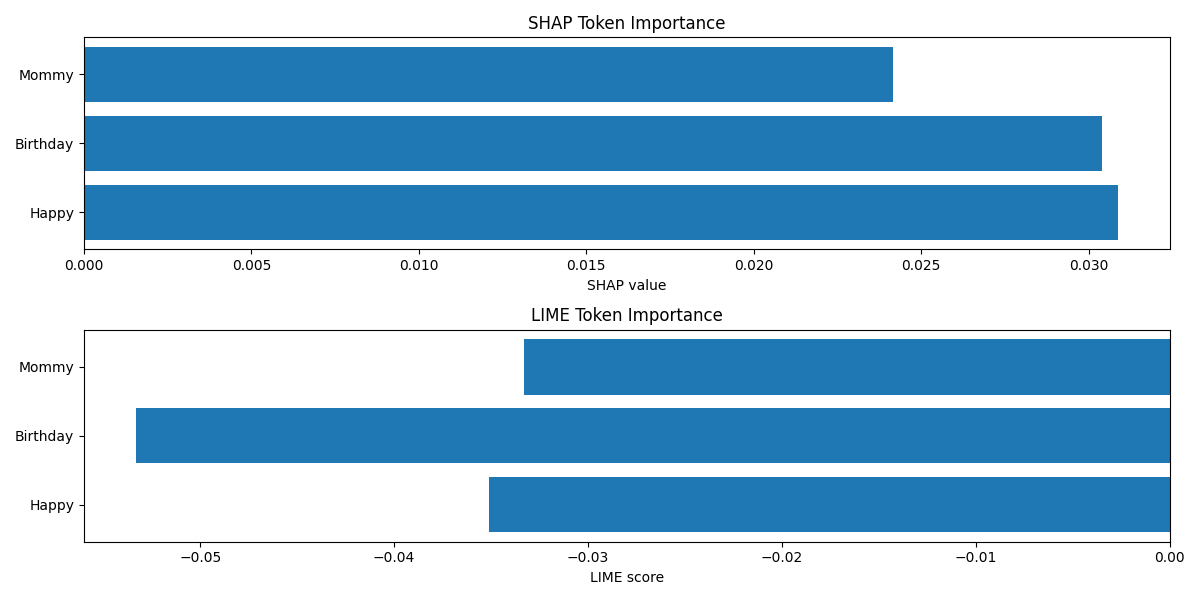 SHAP Token Importance
Mommy
Birthday
Happy
0.000 0.005 0.010 0.015 0.020 0.025 0.030
SHAP value
LIME Token Importance
Mommy
Birthday
Happy
−0.05 −0.04 −0.03 −0.02 −0.01 0.00
LIME score